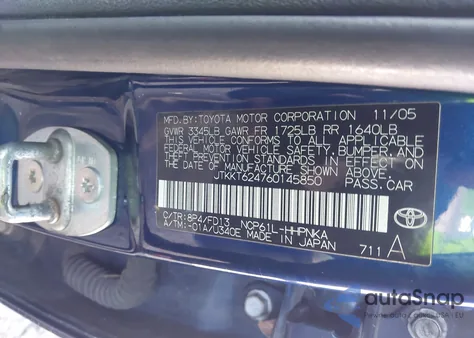 MFD.BY:TOYOTA MOTOR CORPORATION 11/05
GVWR 3345LB GAWR FR 1725LB RR 1640LB
THIS VEHICLE CONFORMS TO ALL APPLICABLE
FEDERAL MOTOR VEHICLE SAFETY, BUMPER, AND
THEFT PREVENTION STANDARDS IN EFFECT ON
THE DATE OF MANUFACTURE SHOWN ABOVE.
JTKKT624760145850 PASS.CAR
C/TR:8P4/FD13 NCP61L-HHPNKA
A/TM:-01A/U340E MADE IN JAPAN
TOYOTA
711 A
autoSnap